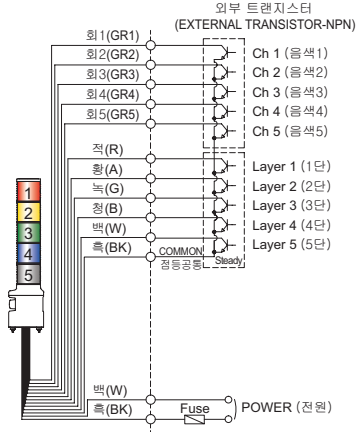 외부 트랜지스터
(EXTERNAL TRANSISTOR-NPN)
회1(GR1)
회2(GR2)
회3(GR3)
회4(GR4)
회5(GR5)
Ch 1 (음색1)
Ch 2 (음색2)
Ch 3 (음색3)
Ch 4 (음색4)
Ch 5 (음색5)
적(R)
황(A)
녹(G)
청(B)
백(W)
흑(BK)
COMMON
점등공통
Steady
Layer 1 (1단)
Layer 2 (2단)
Layer 3 (3단)
Layer 4 (4단)
Layer 5 (5단)
1
2
3
4
5
백(W)
흑(BK)
Fuse
POWER (전원)